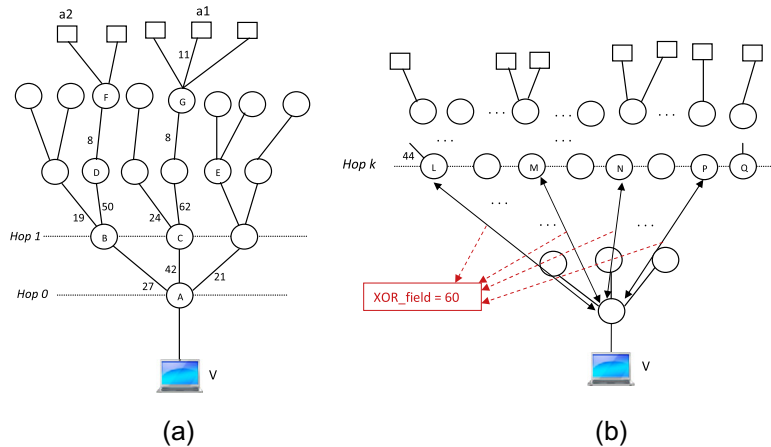 a2
a1
11
F
G
8
8
D
E
50
62
19
24
Hop 1
B
C
42
21
27
Hop 0
A
V
(a)
. . .
. . .
. . .
. . .
44
Hop k
L
M
N
P
Q
. . .
. . .
. . .
XOR_field = 60
V
(b)